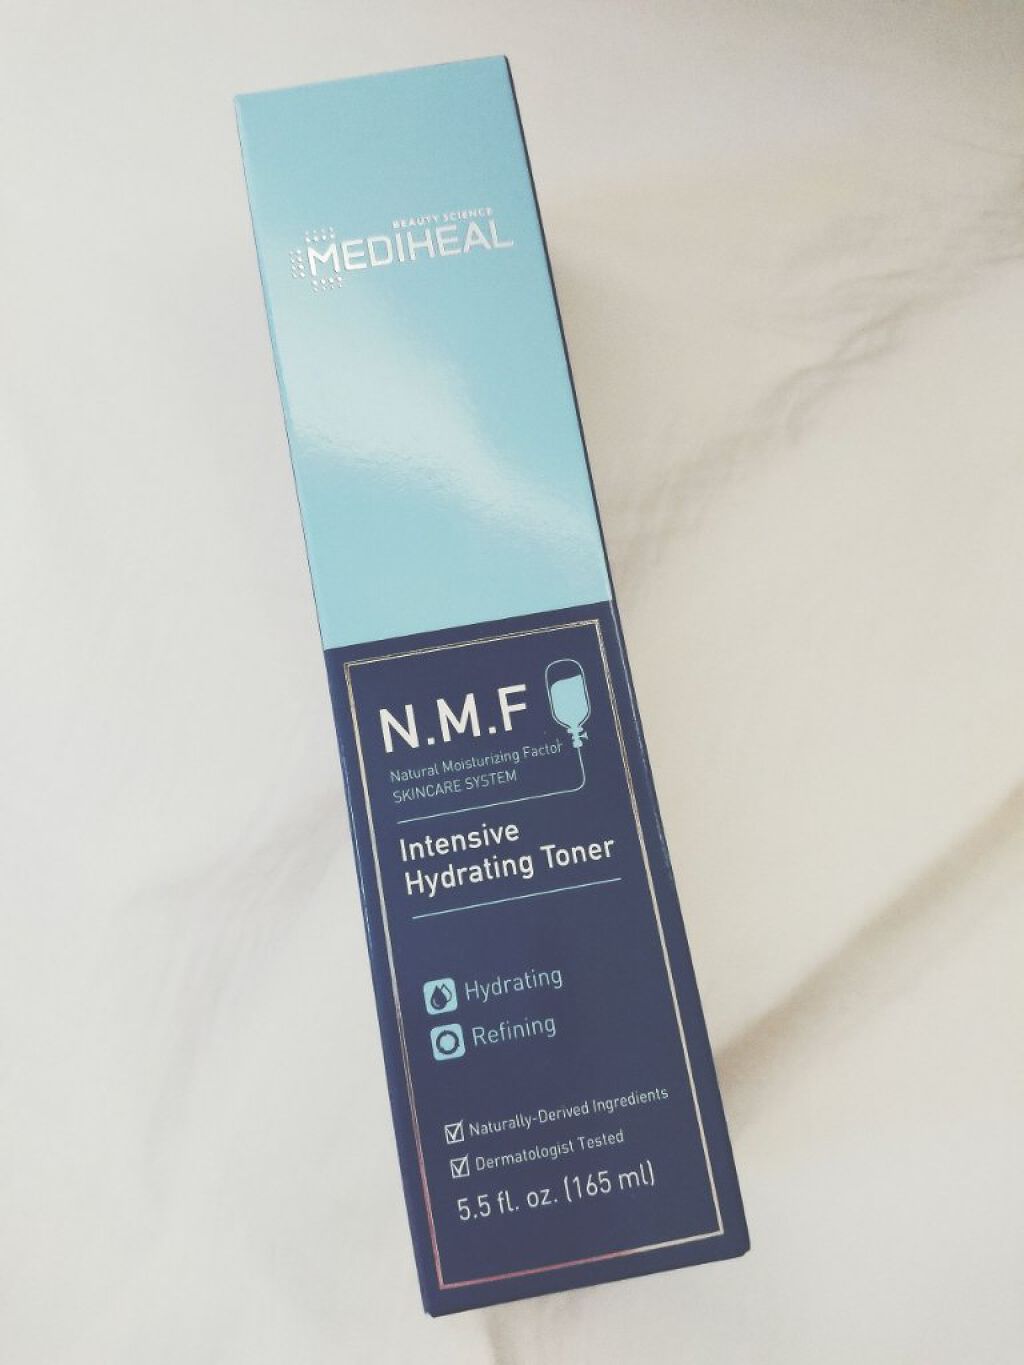 BEAUTY SCIENCE
MEDIHEAL
N.M.F
Natural Moisturizing Factor
SKINCARE SYSTEM
Intensive
Hydrating Toner
Hydrating
Refining
Naturally-Derived Ingredients
Dermatologist Tested
5.5 fl. oz. (165 ml)